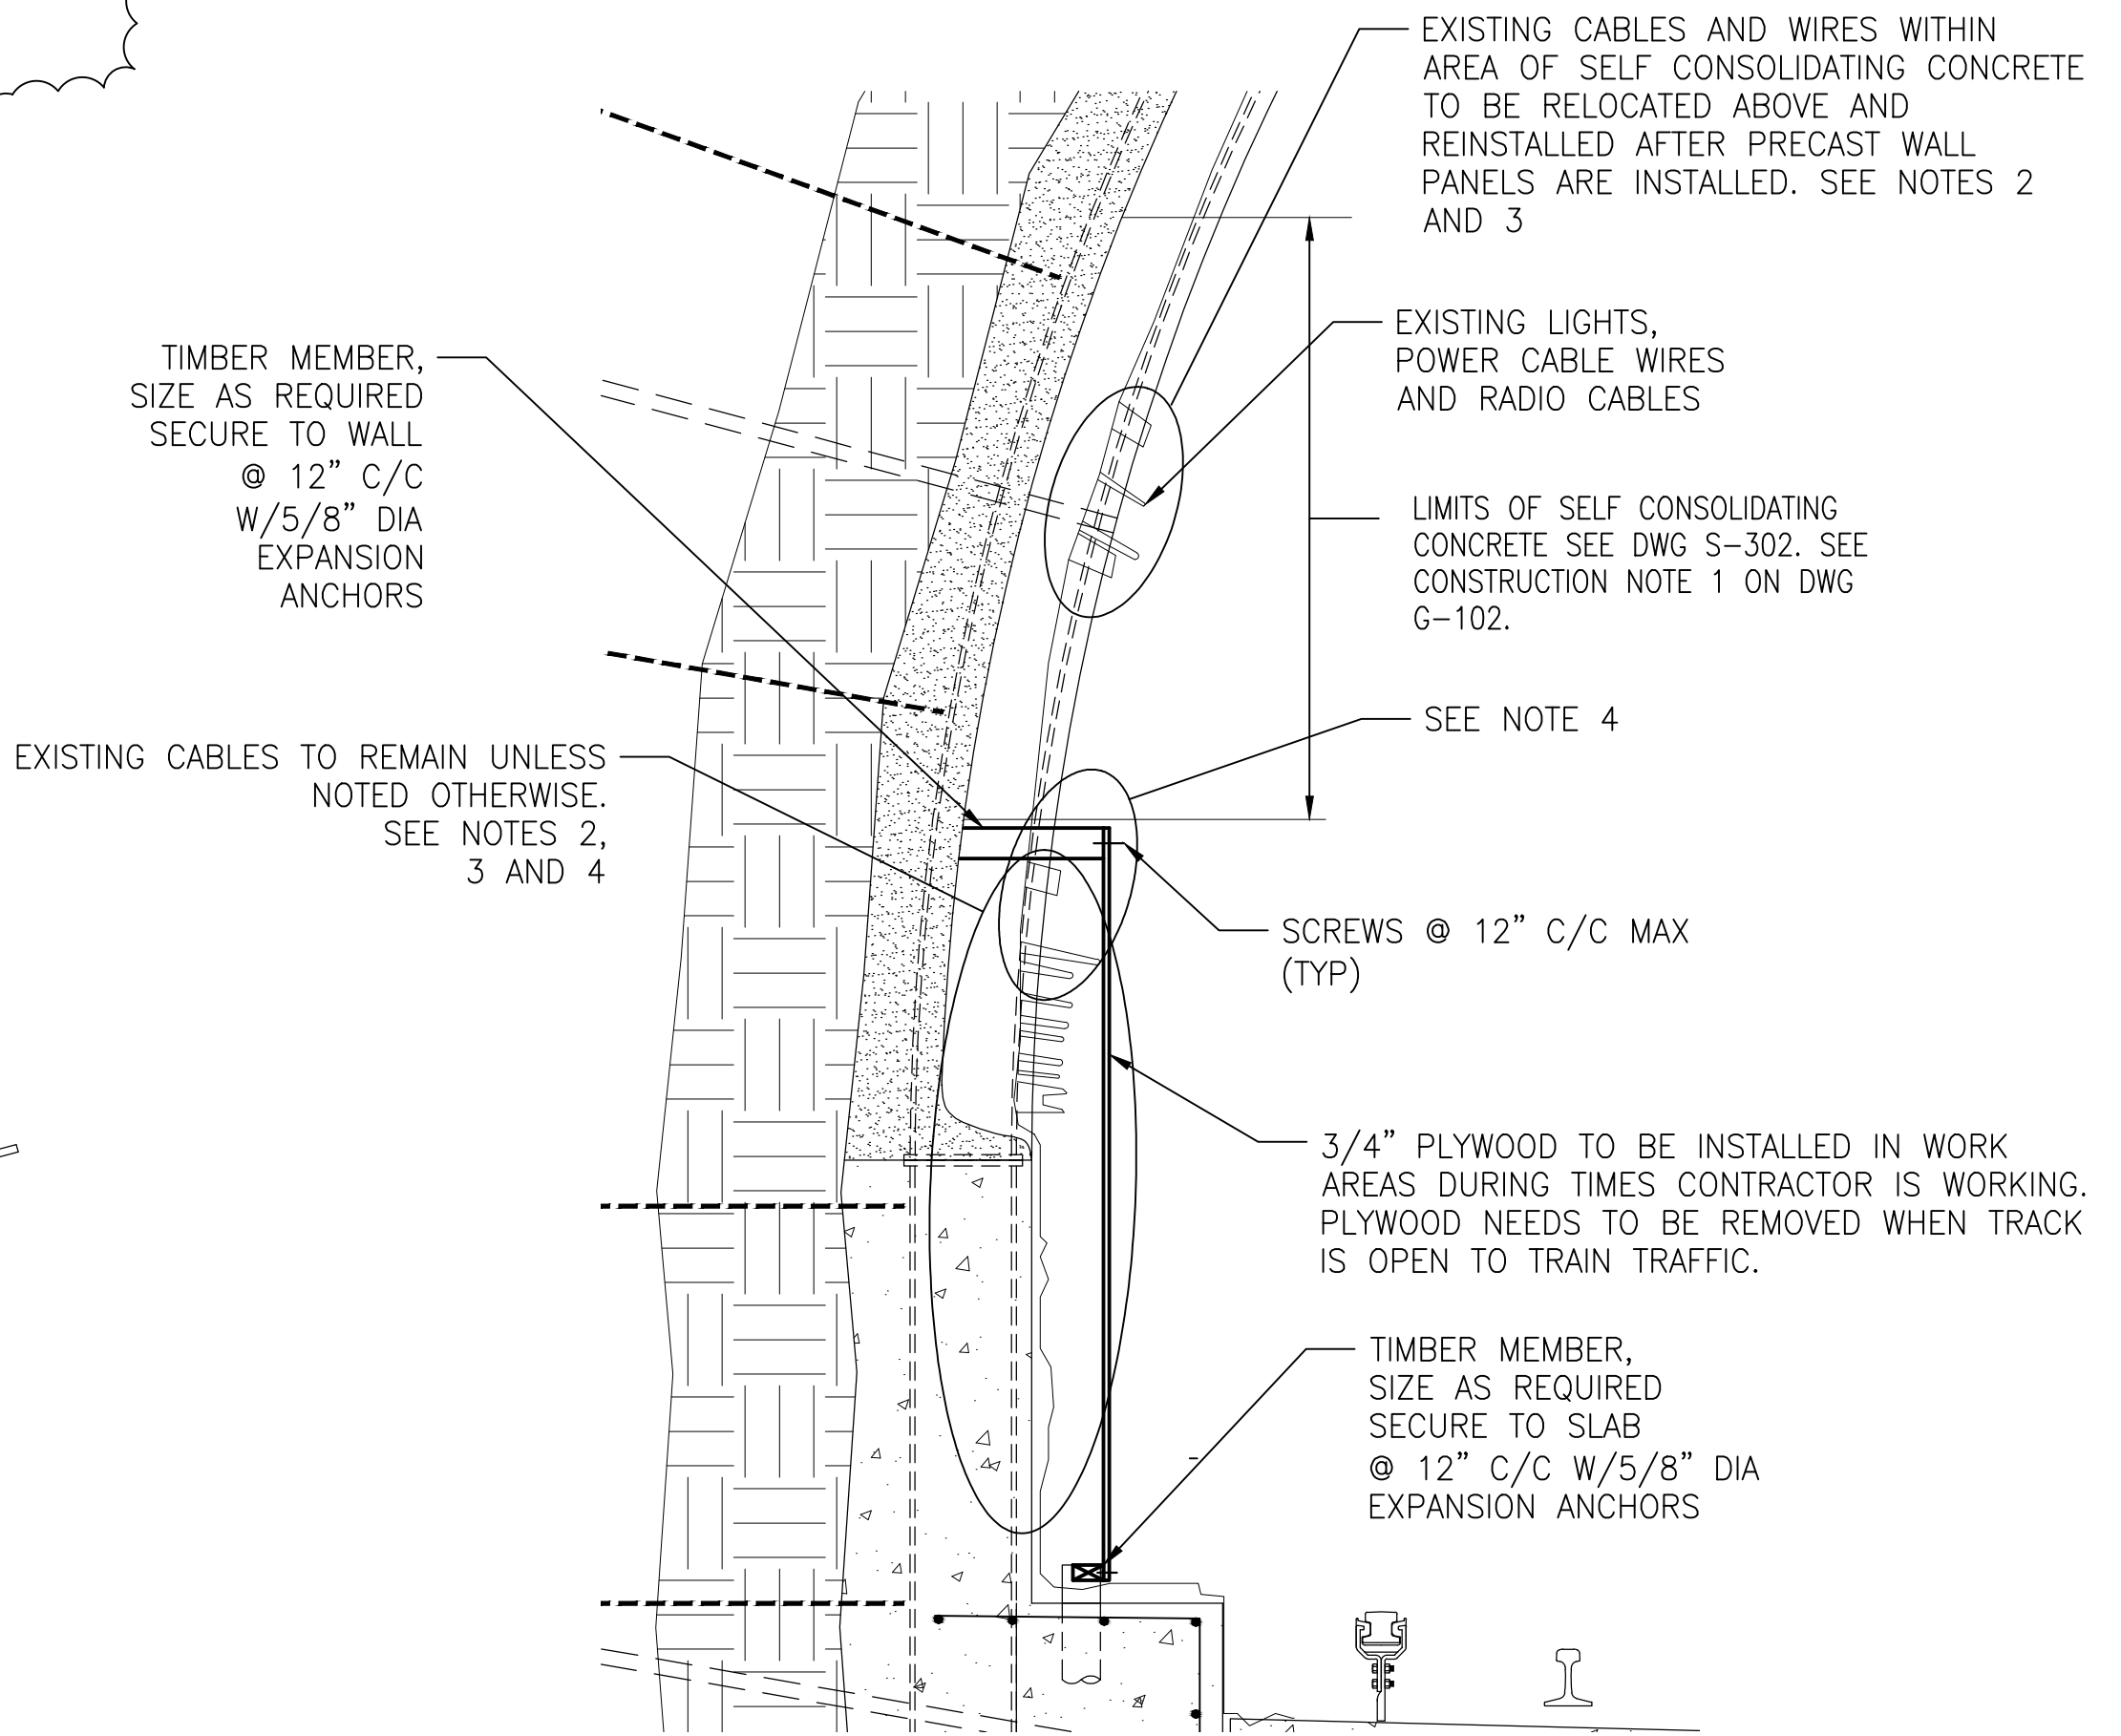 EXISTING CABLES AND WIRES WITHIN
AREA OF SELF CONSOLIDATING CONCRETE
TO BE RELOCATED ABOVE AND
REINSTALLED AFTER PRECAST WALL
PANELS ARE INSTALLED. SEE NOTES 2
AND 3
EXISTING LIGHTS,
POWER CABLE WIRES
AND RADIO CABLES
TIMBER MEMBER,
SIZE AS REQUIRED
SECURE TO WALL
@ 12” C/C
W/5/8” DIA
EXPANSION
ANCHORS
LIMITS OF SELF CONSOLIDATING
CONCRETE SEE DWG S-302. SEE
CONSTRUCTION NOTE 1 ON DWG
G-102.
SEE NOTE 4
EXISTING CABLES TO REMAIN UNLESS
NOTED OTHERWISE.
SEE NOTES 2,
3 AND 4
SCREWS @ 12” C/C MAX
(TYP)
3/4” PLYWOOD TO BE INSTALLED IN WORK
AREAS DURING TIMES CONTRACTOR IS WORKING.
PLYWOOD NEEDS TO BE REMOVED WHEN TRACK
IS OPEN TO TRAIN TRAFFIC.
TIMBER MEMBER,
SIZE AS REQUIRED
SECURE TO SLAB
@ 12” C/C W/5/8” DIA
EXPANSION ANCHORS